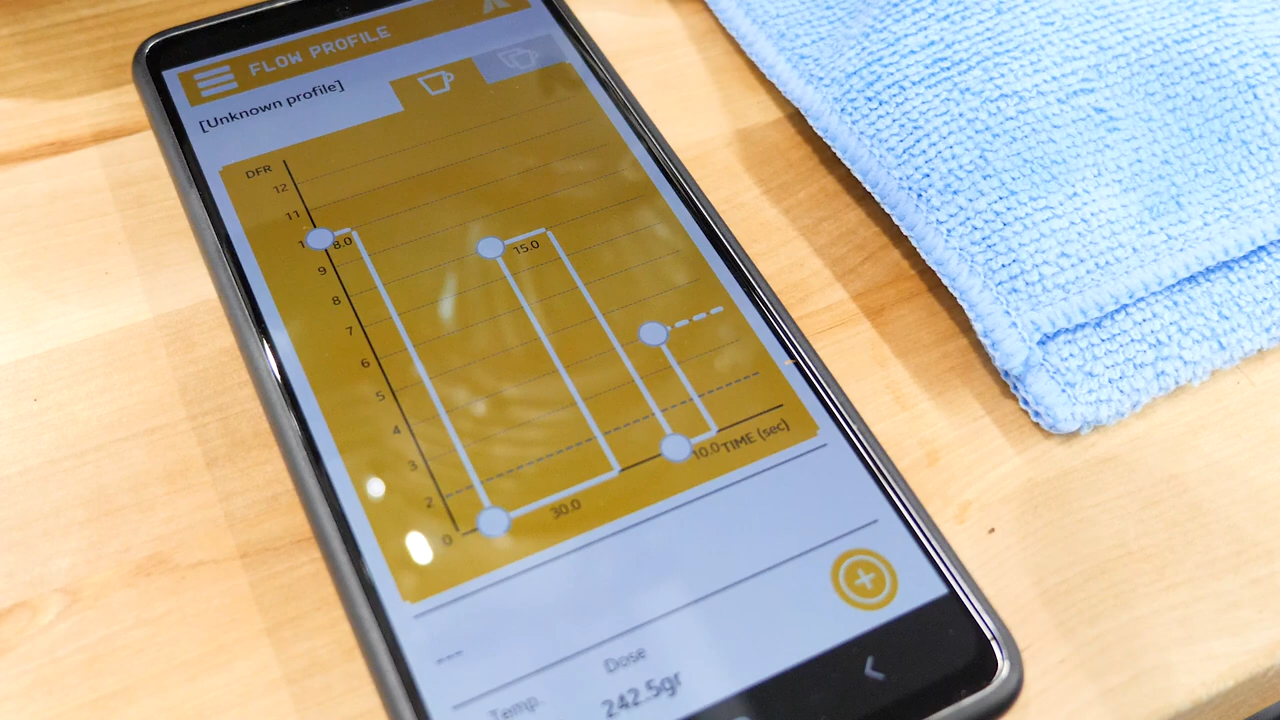 FLOW PROFILE
[Unknown profile]
DFR
12
11
1
8.0
15.0
9
8
7
6
5
4
3
2
0
30.0
10.0
TIME (sec)
---
Temp.
Dose
242.5gr